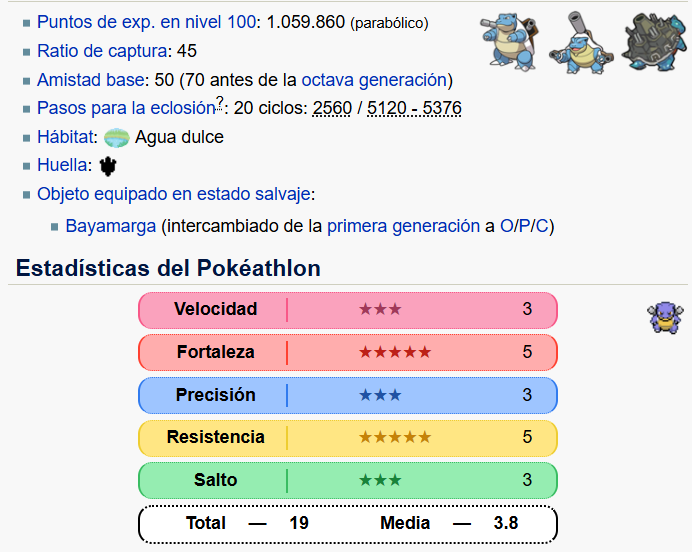 Puntos de exp. en nivel 100: 1.059.860 (parabólico)
Ratio de captura: 45
Amistad base: 50 (70 antes de la octava generación)
Pasos para la eclosión?: 20 ciclos: 2560 / 5120 - 5376
Hábitat: Agua dulce
Huella:
Objeto equipado en estado salvaje:
Bayamarga (intercambiado de la primera generación a O/P/C)
Estadísticas del Pokéathlon
Velocidad ★★★ 3
Fortaleza ★★★★★ 5
Precisión ★★★ 3
Resistencia ★★★★★ 5
Salto ★★★ 3
Total — 19 Media — 3.8